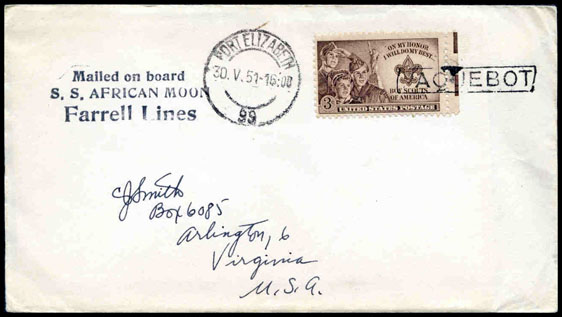 Mailed on board
S. S. AFRICAN MOON
Farrell Lines
PORT ELIZABETH
30. V. 51-16:00
99
ON MY HONOR
I WILL DO MY BEST...
BOY SCOUTS
OF AMERICA
3¢
UNITED STATES POSTAGE
PAQUEBOT
CJ Smith
Box 6085
Arlington, 6
Virginia
U.S.A.